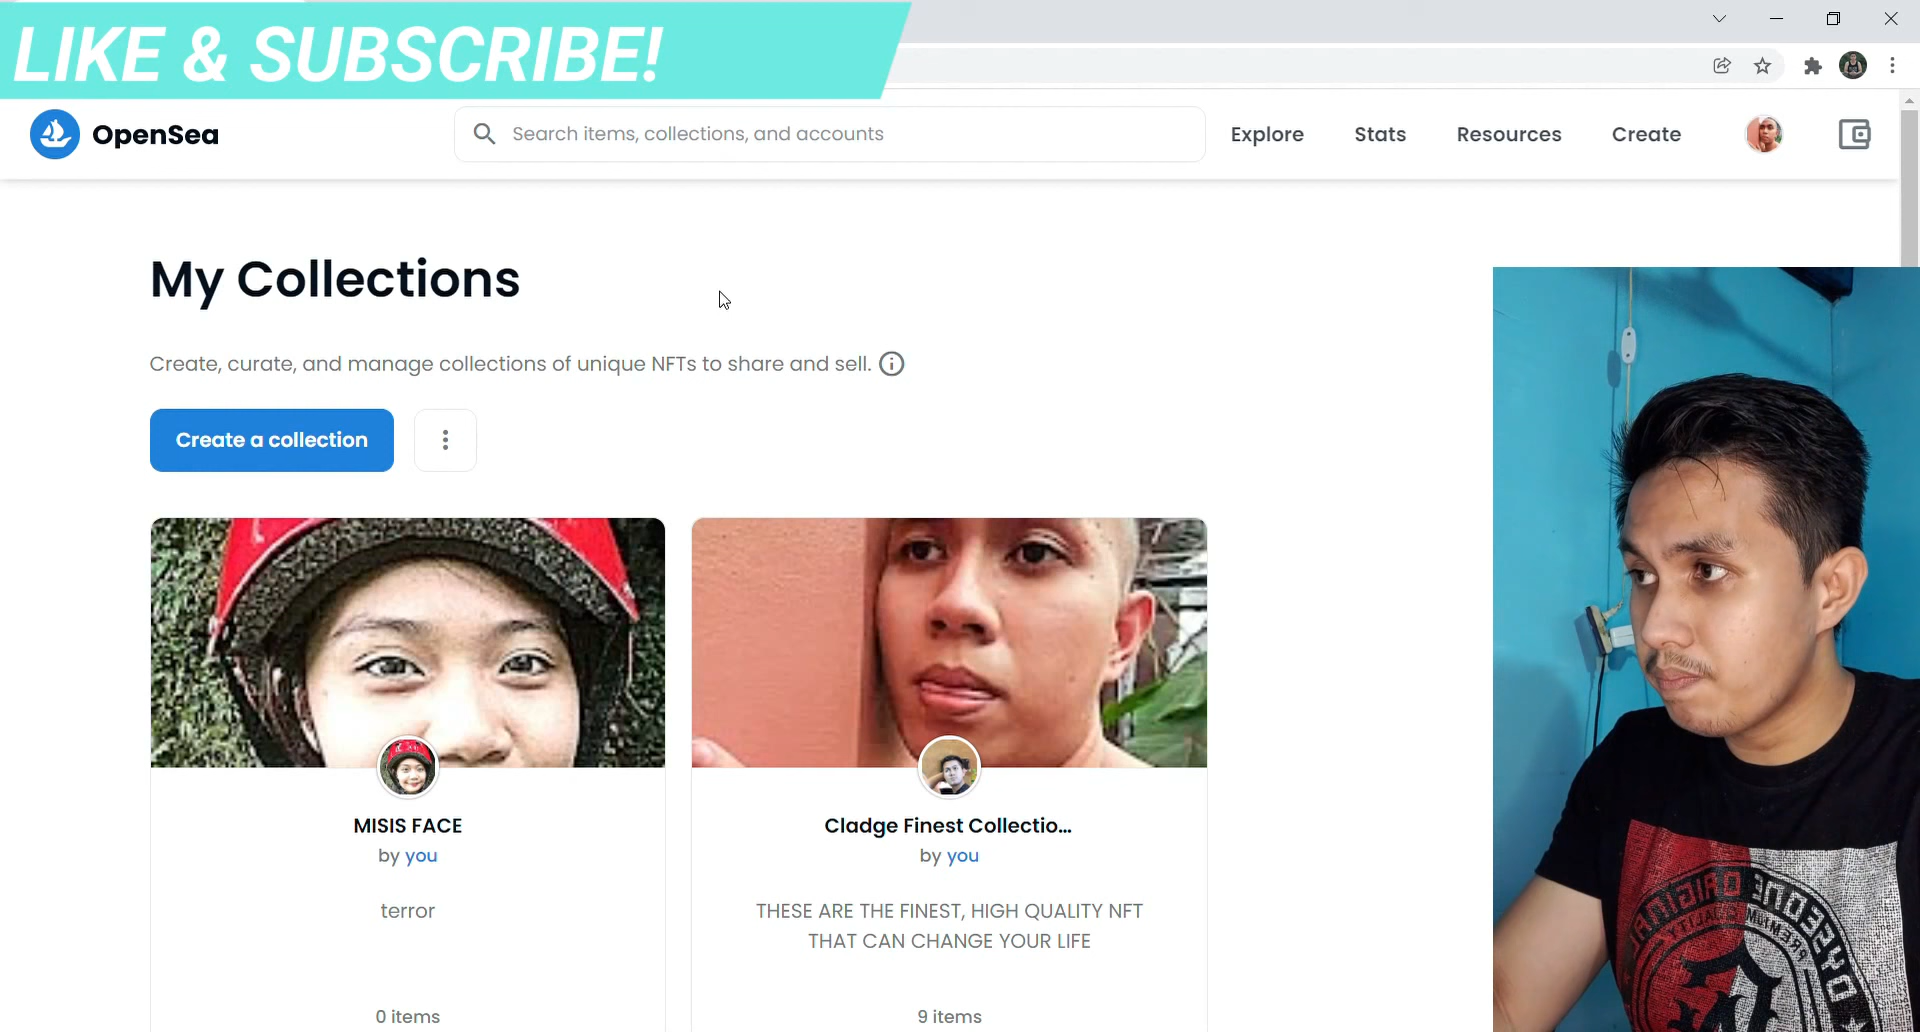 LIKE & SUBSCRIBE!
OpenSea
Search items, collections, and accounts
Explore
Stats
Resources
Create
My Collections
Create, curate, and manage collections of unique NFTs to share and sell.
Create a collection
MISIS FACE
by you
terror
0 items
Cladge Finest Collectio...
by you
THESE ARE THE FINEST, HIGH QUALITY NFT
THAT CAN CHANGE YOUR LIFE
9 items